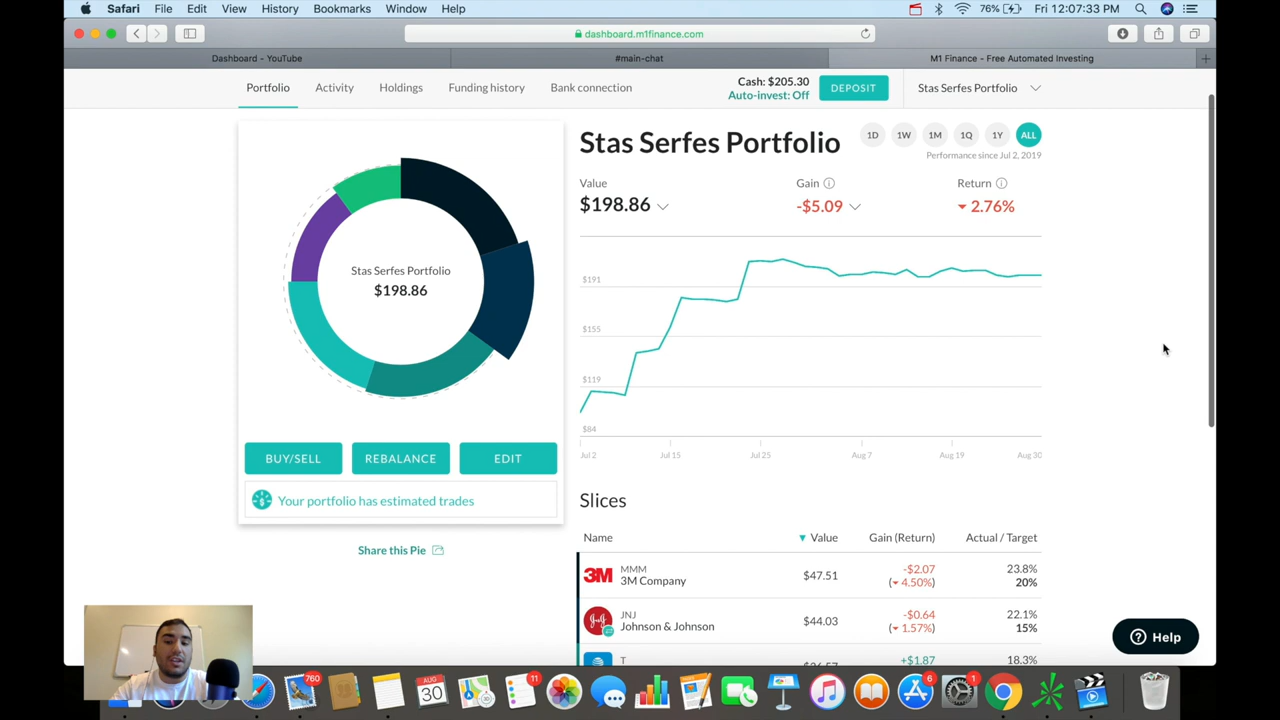 Safari File Edit View History Bookmarks Window Help 76% Fri 12:07:33 PM
dashboard.m1finance.com
Dashboard - YouTube #main-chat M1 Finance - Free Automated Investing
Portfolio Activity Holdings Funding history Bank connection Cash: $205.30 DEPOSIT Stas Serfes Portfolio
Auto-invest: Off
Stas Serfes Portfolio 1D 1W 1M 1Q 1Y ALL
Performance since Jul 2, 2019
Value Gain Return
$198.86 -$5.09 2.76%
Stas Serfes Portfolio
$198.86
$191
$155
$119
$84
Jul 2 Jul 15 Jul 25 Aug 7 Aug 19 Aug 30
BUY/SELL REBALANCE EDIT
Your portfolio has estimated trades
Share this Pie
Slices
Name Value Gain (Return) Actual / Target
3M MMM $47.51 -$2.07 23.8%
3M Company (4.50%) 20%
JNJ $44.03 -$0.64 22.1%
Johnson & Johnson (1.57%) 15%
T +$1.87 18.3%
Help
760 AUG 30 11 6 1